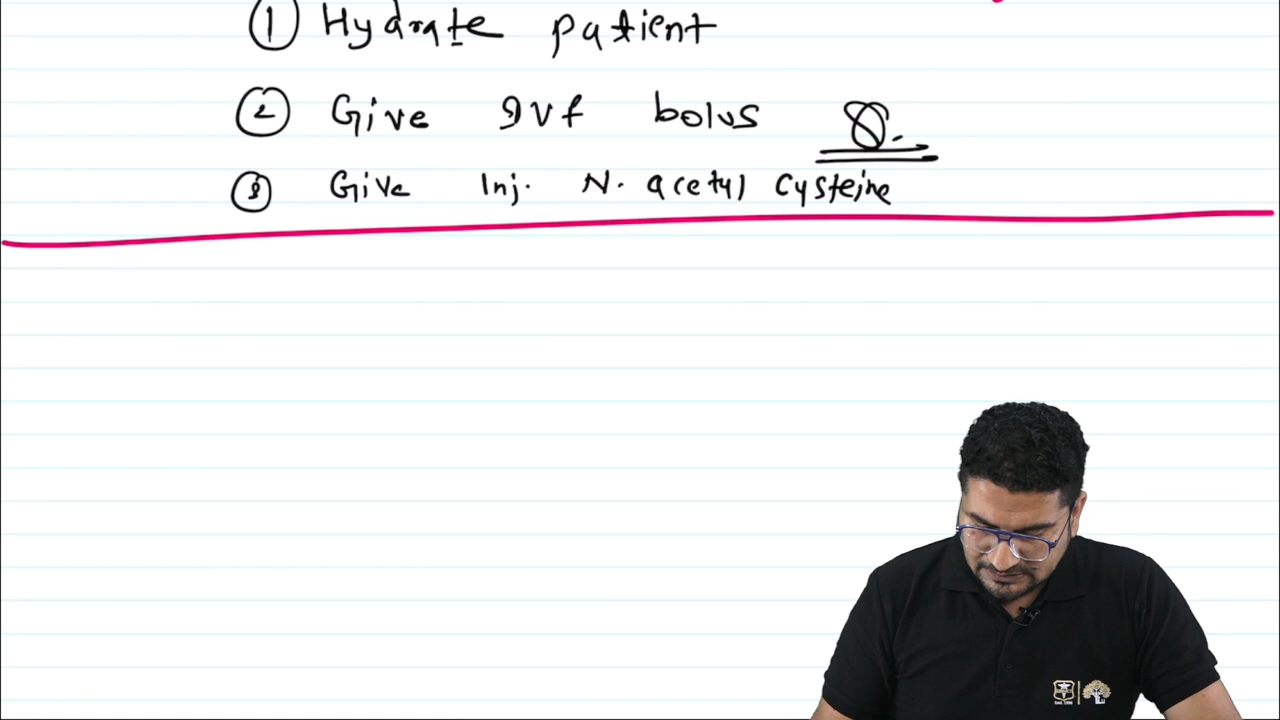 ① Hydrate patient
② Give IVf bolus &.
③ Give Inj. N. acetyl Cysteine